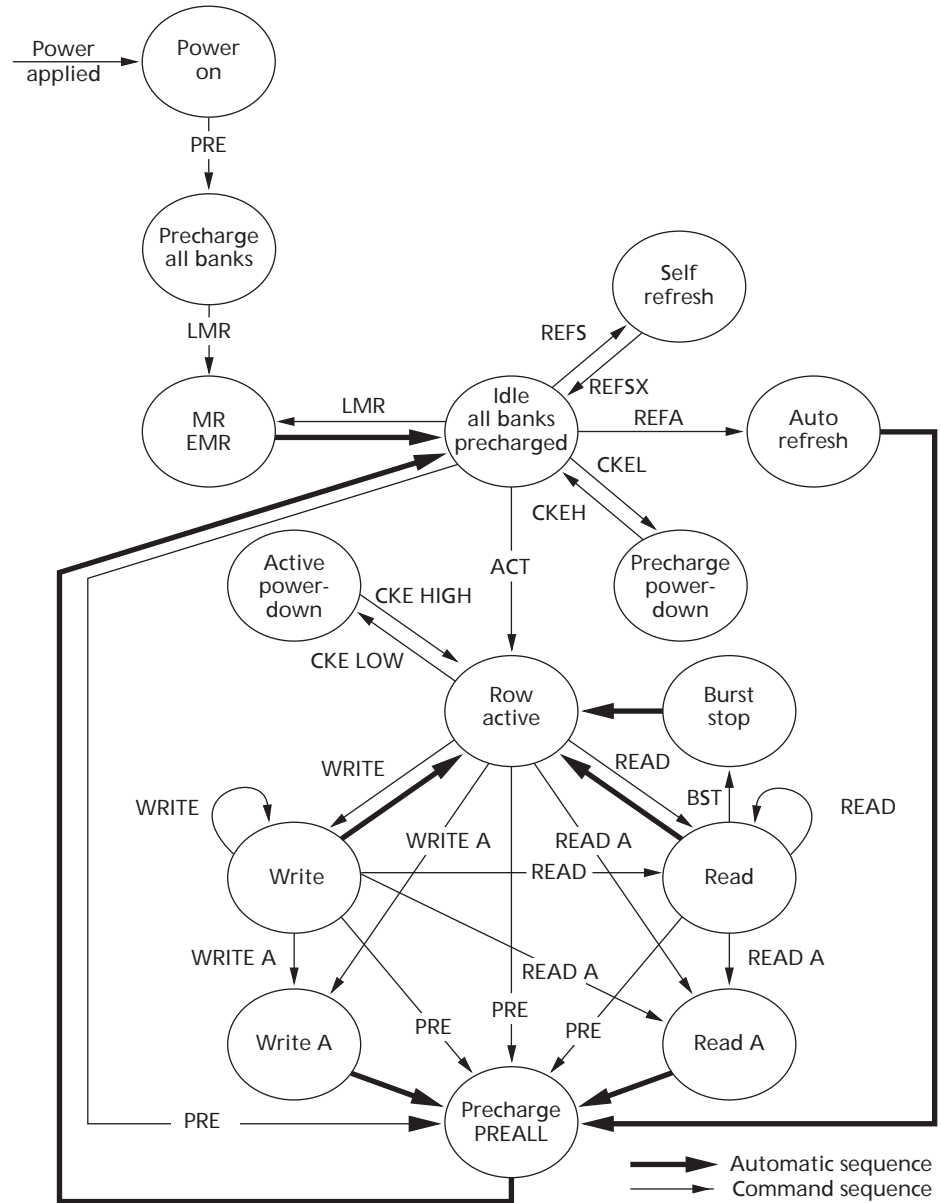 Power
applied
Power
on
PRE
Precharge
all banks
LMR
Self
refresh
REFS
REFSX
MR
EMR
LMR
Idle
all banks
precharged
REFA
Auto
refresh
CKEL
CKEH
Active
power-
down
CKE HIGH
CKE LOW
ACT
Precharge
power-
down
Row
active
Burst
stop
WRITE
READ
WRITE
BST
READ
WRITE A
READ A
Write
READ
Read
WRITE A
READ A
READ A
PRE
PRE
PRE
Write A
Read A
PRE
Precharge
PREALL
Automatic sequence
Command sequence